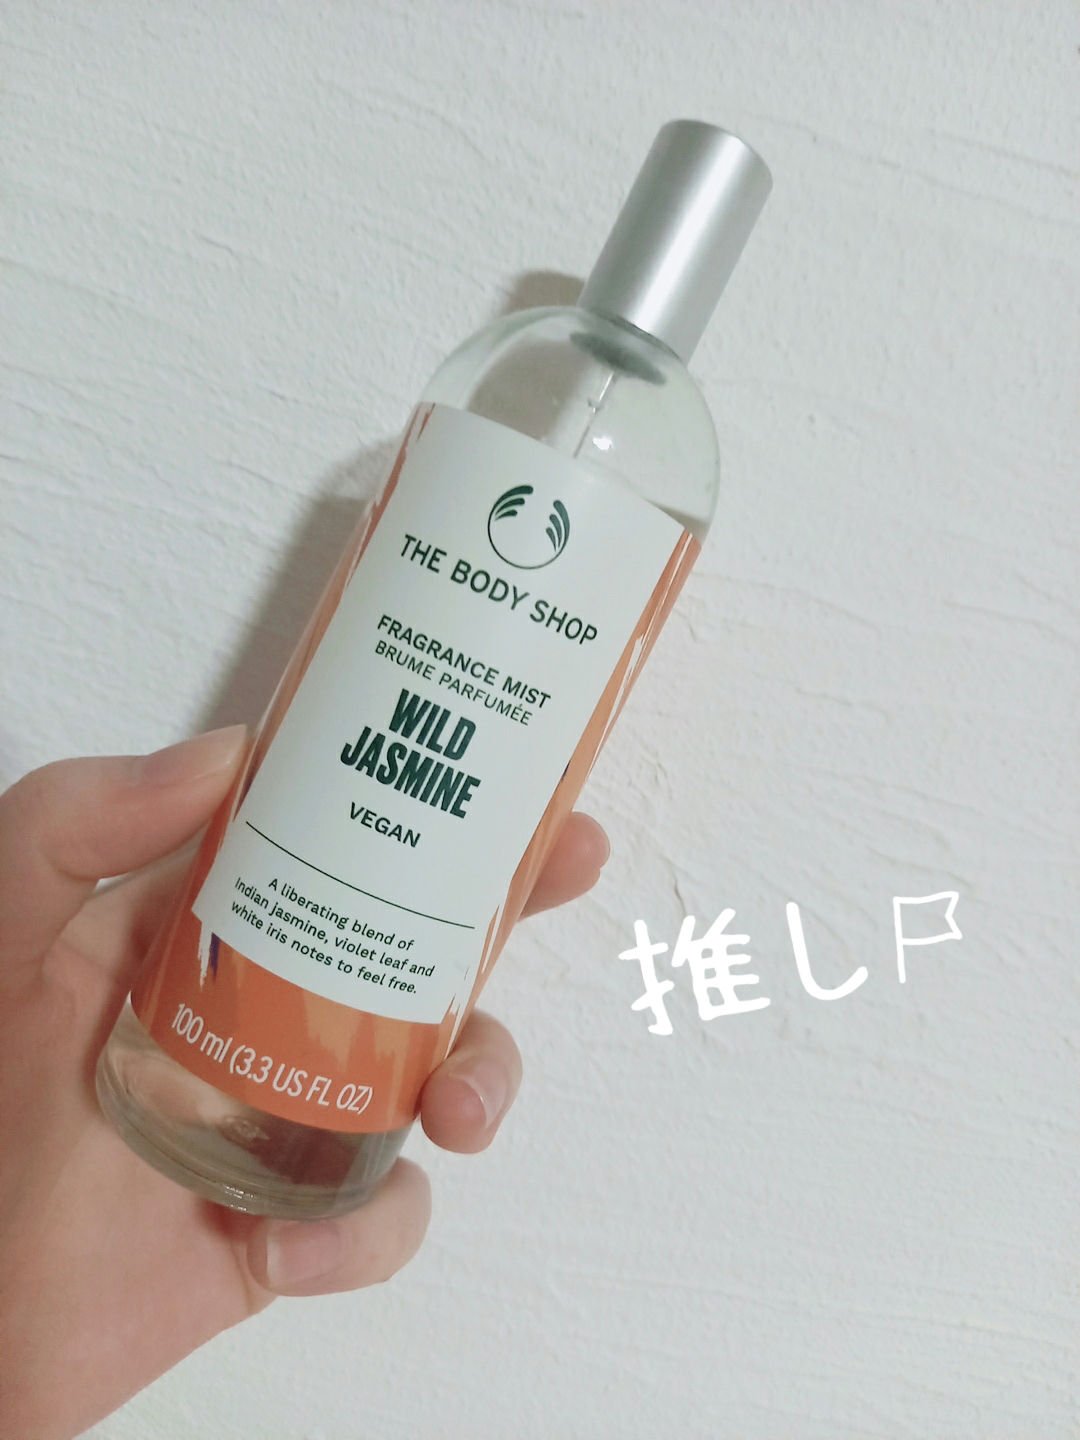 THE BODY SHOP
FRAGRANCE MIST
BRUME PARFUMÉE
WILD
JASMINE
VEGAN
A liberating blend of
Indian jasmine, violet leaf and
white iris notes to feel free.
100 ml (3.3 US FL OZ)
推し